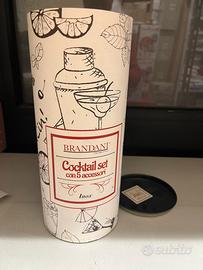 BRANDANI
Cocktail set
con 5 accessori
Inox
subito